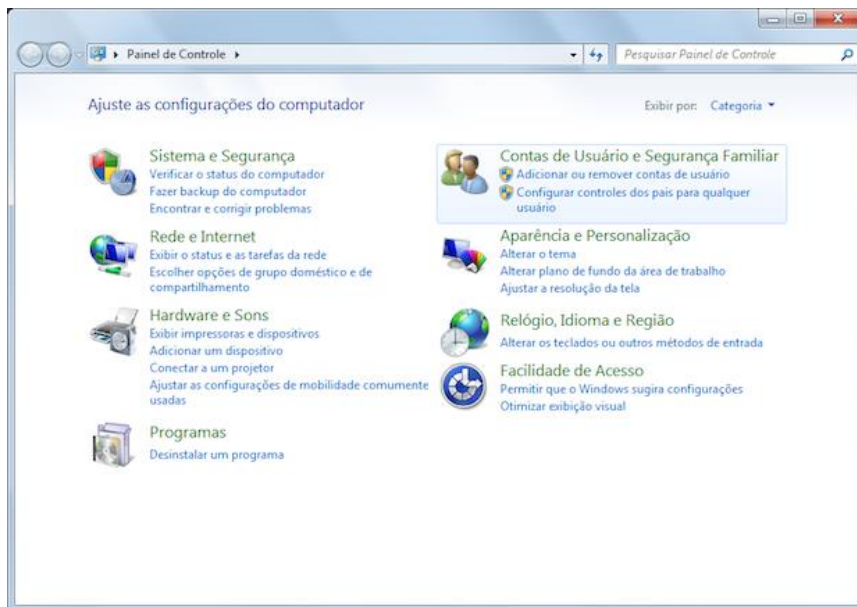 Painel de Controle
Pesquisar Painel de Controle
Ajuste as configurações do computador
Exibir por: Categoria
Sistema e Segurança
Verificar o status do computador
Fazer backup do computador
Encontrar e corrigir problemas
Rede e Internet
Exibir o status e as tarefas da rede
Escolher opções de grupo doméstico e de
compartilhamento
Hardware e Sons
Exibir impressoras e dispositivos
Adicionar um dispositivo
Conectar a um projetor
Ajustar as configurações de mobilidade comumente
usadas
Programas
Desinstalar um programa
Contas de Usuário e Segurança Familiar
Adicionar ou remover contas de usuário
Configurar controles dos pais para qualquer
usuário
Aparência e Personalização
Alterar o tema
Alterar plano de fundo da área de trabalho
Ajustar a resolução da tela
Relógio, Idioma e Região
Alterar os teclados ou outros métodos de entrada
Facilidade de Acesso
Permitir que o Windows sugira configurações
Otimizar exibição visual